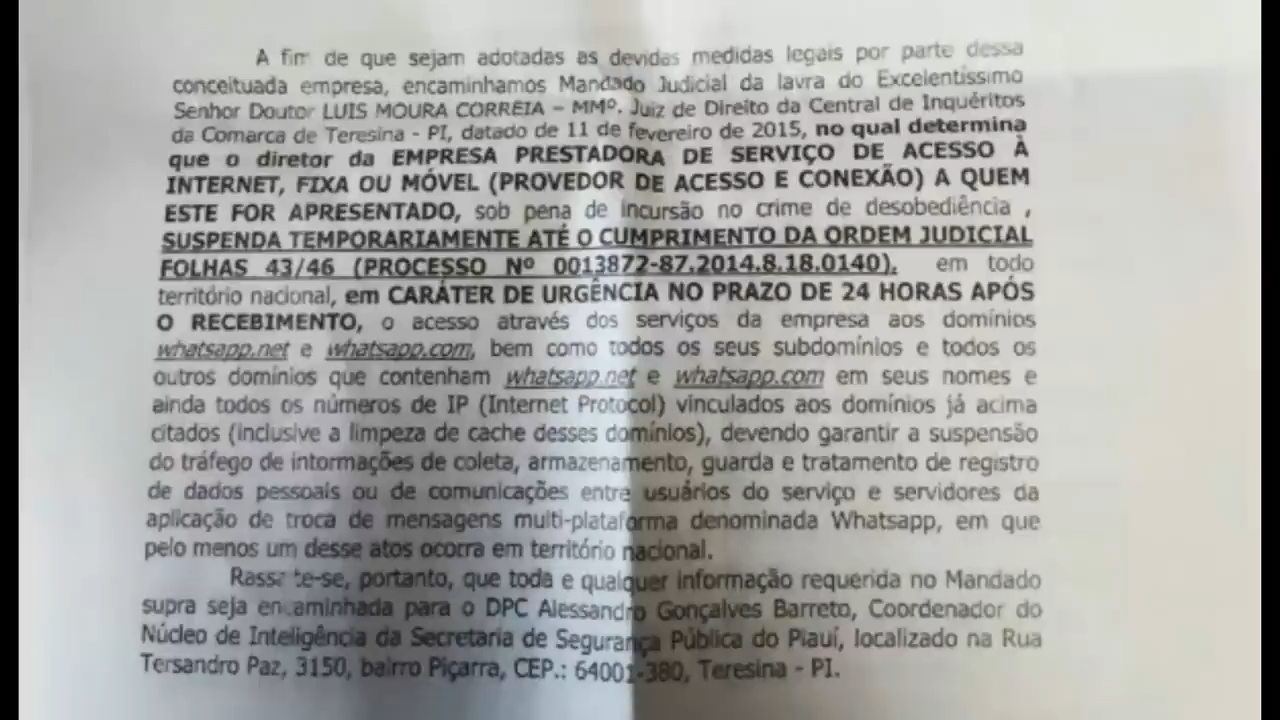 A fim de que sejam adotadas as devidas medidas legais por parte dessa
conceituada empresa, encaminhamos Mandado Judicial da lavra do Excelentíssimo
Senhor Doutor LUIS MOURA CORREIA – MMº. Juiz de Direito da Central de Inquéritos
da Comarca de Teresina - PI, datado de 11 de fevereiro de 2015, no qual determina
que o diretor da EMPRESA PRESTADORA DE SERVIÇO DE ACESSO À
INTERNET, FIXA OU MÓVEL (PROVEDOR DE ACESSO E CONEXÃO) A QUEM
ESTE FOR APRESENTADO, sob pena de incursão no crime de desobediência ,
SUSPENDA TEMPORARIAMENTE ATÉ O CUMPRIMENTO DA ORDEM JUDICIAL
FOLHAS 43/46 (PROCESSO Nº 0013872-87.2014.8.18.0140), em todo
território nacional, em CARÁTER DE URGÊNCIA NO PRAZO DE 24 HORAS APÓS
O RECEBIMENTO, o acesso através dos serviços da empresa aos domínios
whatsapp.net e whatsapp.com, bem como todos os seus subdomínios e todos os
outros domínios que contenham whatsapp.net e whatsapp.com em seus nomes e
ainda todos os números de IP (Internet Protocol) vinculados aos domínios já acima
citados (inclusive a limpeza de cache desses domínios), devendo garantir a suspensão
do tráfego de informações de coleta, armazenamento, guarda e tratamento de registro
de dados pessoais ou de comunicações entre usuários do serviço e servidores da
aplicação de troca de mensagens multi-plataforma denominada Whatsapp, em que
pelo menos um desse atos ocorra em território nacional.
te-se, portanto, que toda e qualquer informação requerida no Mandado
supra seja encaminhada para o DPC Alessandro Gonçalves Barreto, Coordenador do
Núcleo de Inteligência da Secretaria de Segurança Pública do Piauí, localizado na Rua
Tersandro Paz, 3150, bairro Piçarra, CEP.: 64001-380, Teresina - PI.